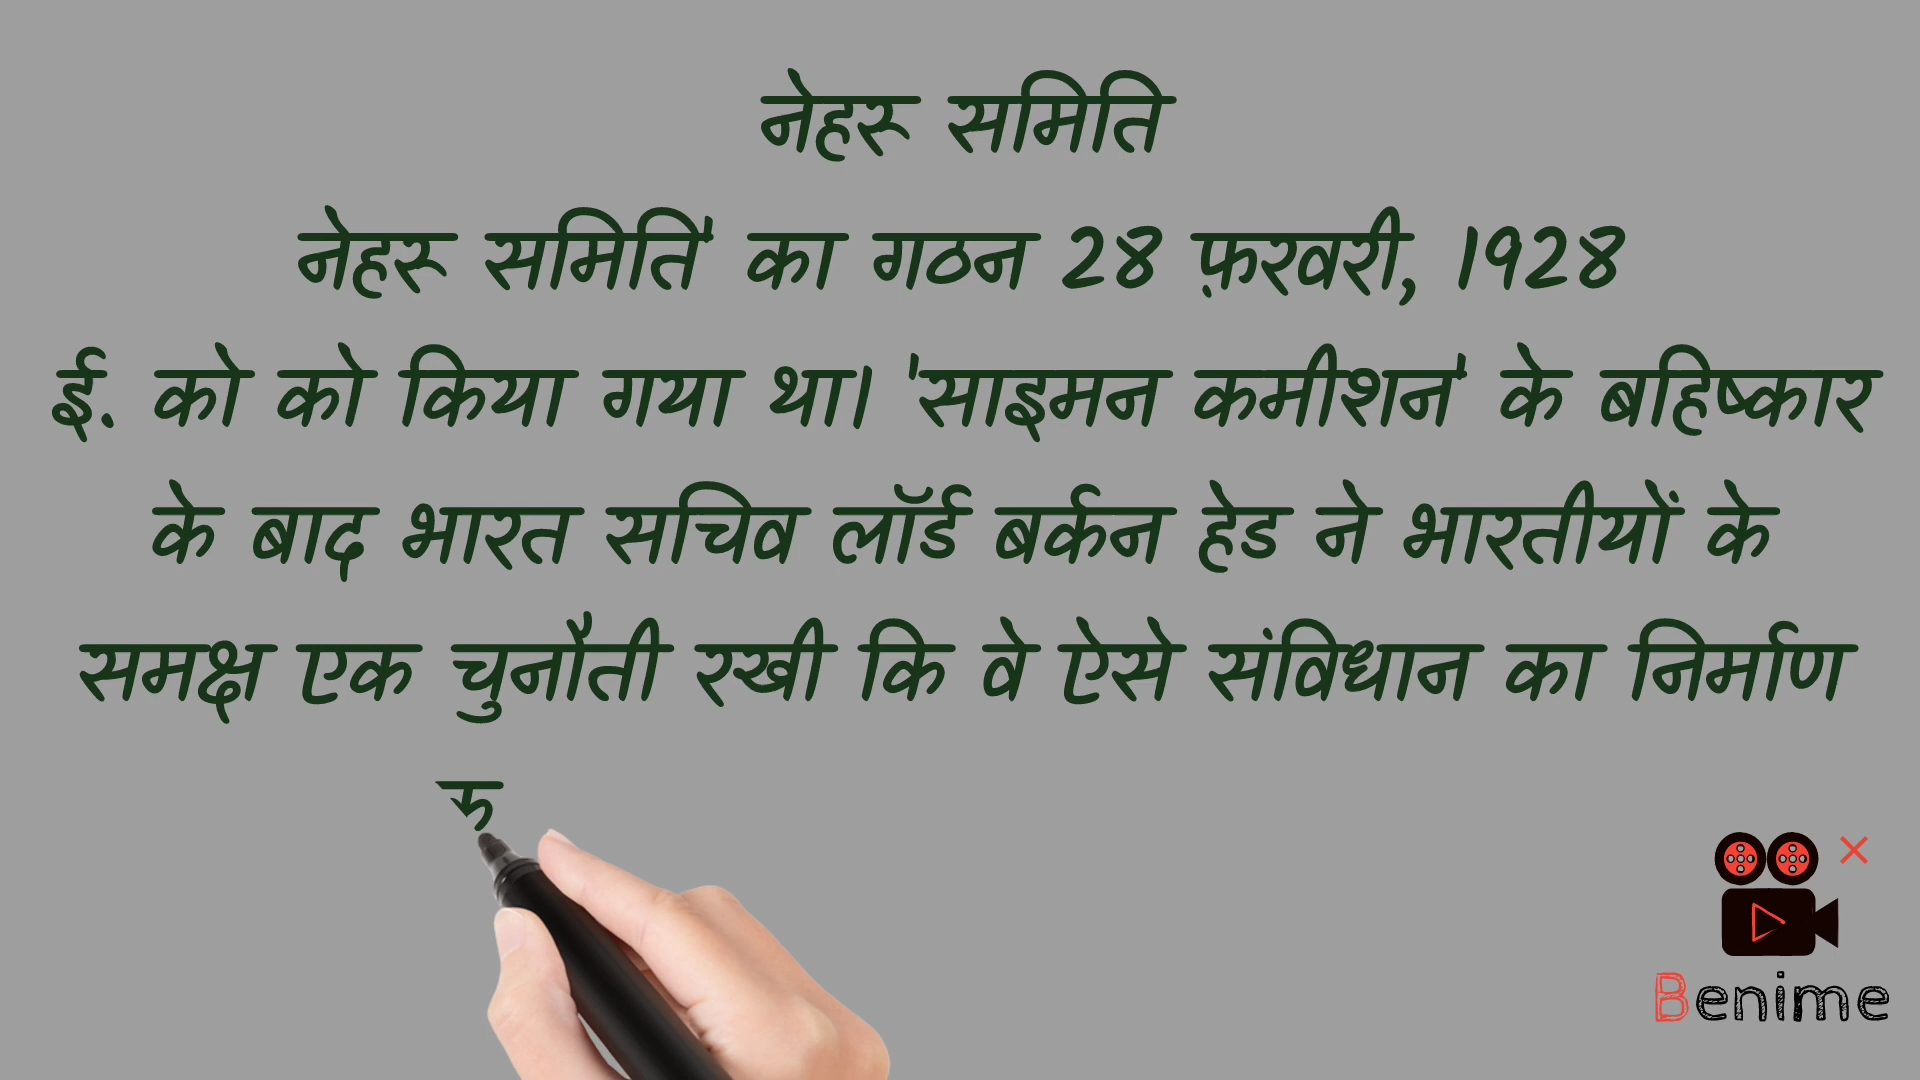 नेहरू समिति
नेहरू समिति' का गठन 28 फ़रवरी, 1928
ई. को को किया गया था। 'साइमन कमीशन' के बहिष्कार
के बाद भारत सचिव लॉर्ड बर्कन हेड ने भारतीयों के
समक्ष एक चुनौती रखी कि वे ऐसे संविधान का निर्माण
Benime